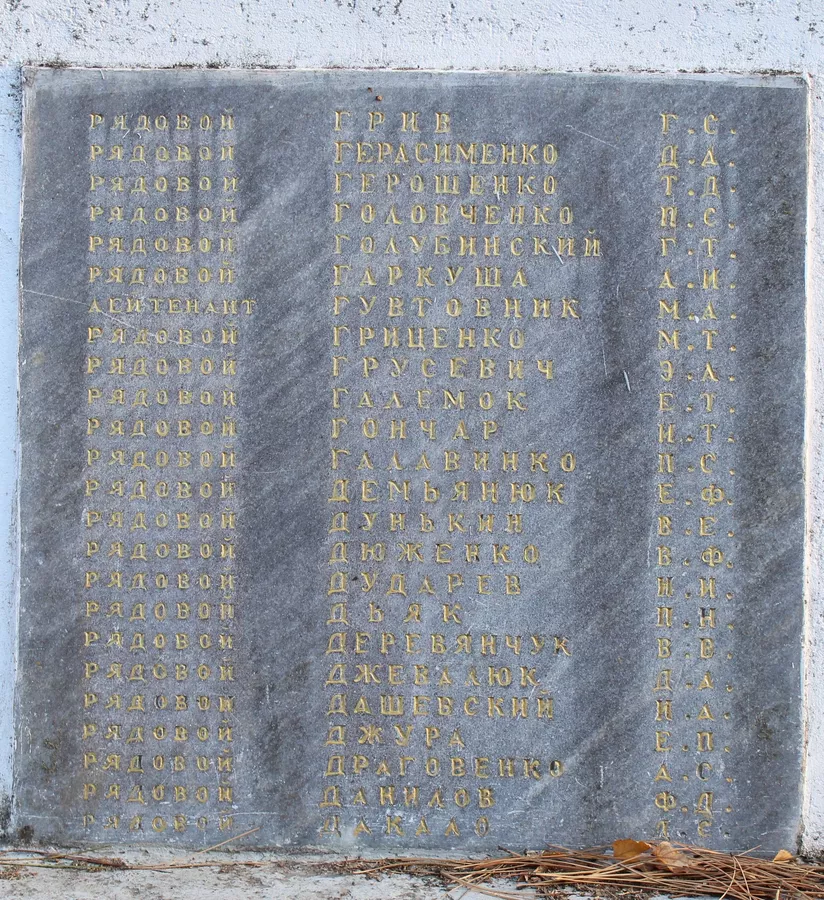 РЯДОВОЙ ГРИВ Г.С.
РЯДОВОЙ ГЕРАСИМЕНКО Д.А.
РЯДОВОЙ ГЕРОШЕНКО Т.Д.
РЯДОВОЙ ГОЛОВЧЕНКО П.С.
РЯДОВОЙ ГОЛУБИНСКИЙ Г.Т.
РЯДОВОЙ ГАРКУША А.И.
ЛЕЙТЕНАНТ ГУВТОВНИК М.А.
РЯДОВОЙ ГРИЦЕНКО М.Т.
РЯДОВОЙ ГРУСЕВИЧ Э.А.
РЯДОВОЙ ГАЛЕМОК Е.Т.
РЯДОВОЙ ГОНЧАР И.Т.
РЯДОВОЙ ГАЛАВИНКО П.С.
РЯДОВОЙ ДЕМЬЯНЮК Е.Ф.
РЯДОВОЙ ДУНЬКИН В.Е.
РЯДОВОЙ ДЮЖЕНКО В.Ф.
РЯДОВОЙ ДУДАРЕВ Н.И.
РЯДОВОЙ ДЬЯК П.Н.
РЯДОВОЙ ДЕРЕВЯНЧУК В.В.
РЯДОВОЙ ДЖЕВАЛЮК Д.А.
РЯДОВОЙ ДАШЕВСКИЙ И.А.
РЯДОВОЙ ДЖУРА Е.П.
РЯДОВОЙ ДРАГОВЕНКО А.С.
РЯДОВОЙ ДАНИЛОВ Ф.Д.
РЯДОВОЙ ДАКАЛО